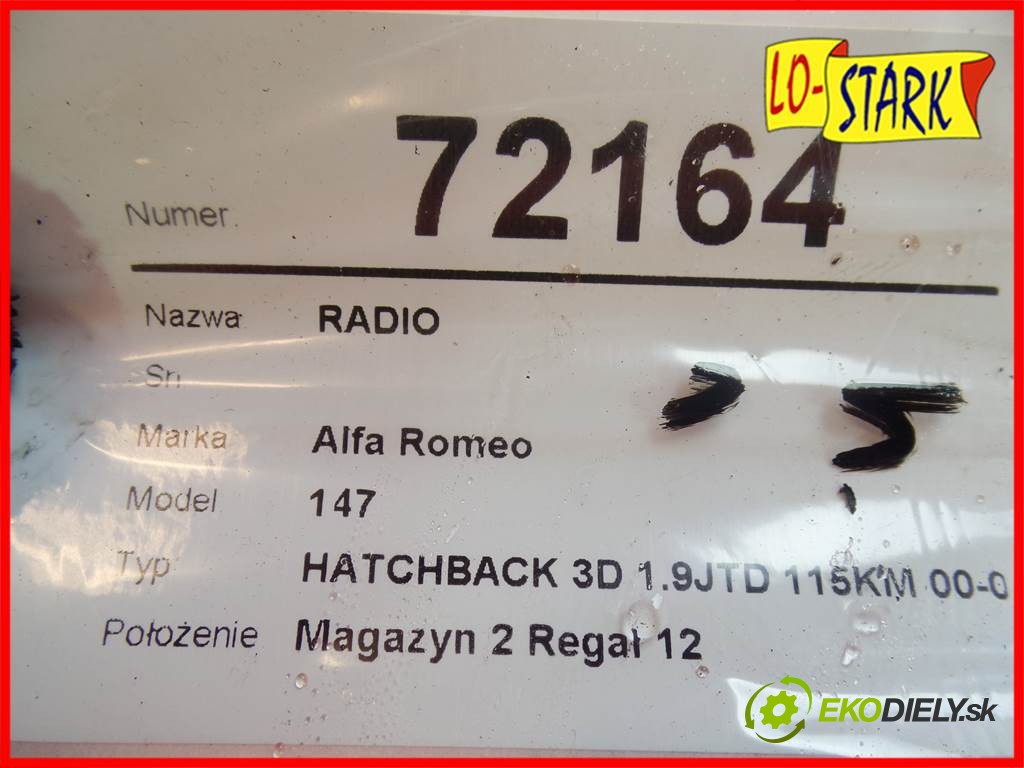 LO-STARK
Numer. 72164
Nazwa RADIO
Sn
Marka Alfa Romeo
Model 147
Typ HATCHBACK 3D 1.9JTD 115KM 00-0
Położenie Magazyn 2 Regał 12
EKODIELY.sk